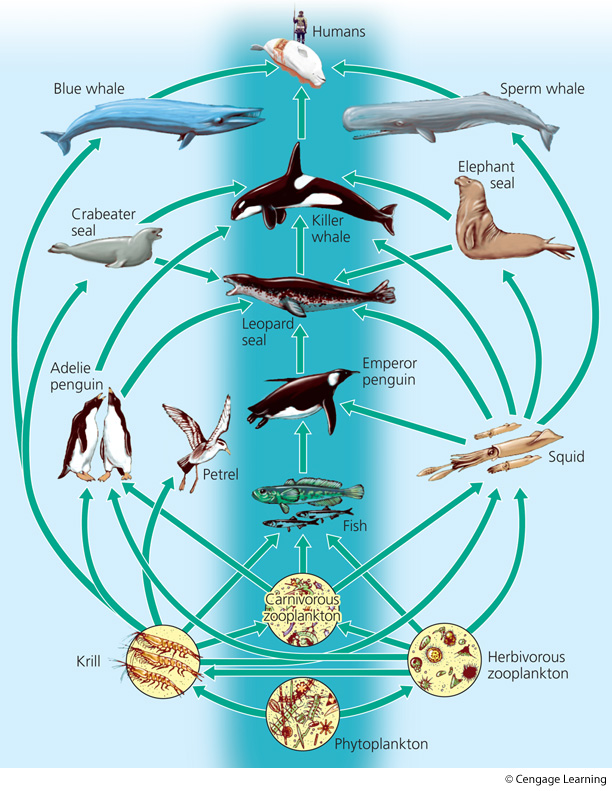 Humans
Blue whale
Sperm whale
Elephant
seal
Crabeater
seal
Killer
whale
Leopard
seal
Adelie
penguin
Emperor
penguin
Petrel
Squid
Fish
Carnivorous
zooplankton
Krill
Herbivorous
zooplankton
Phytoplankton
© Cengage Learning